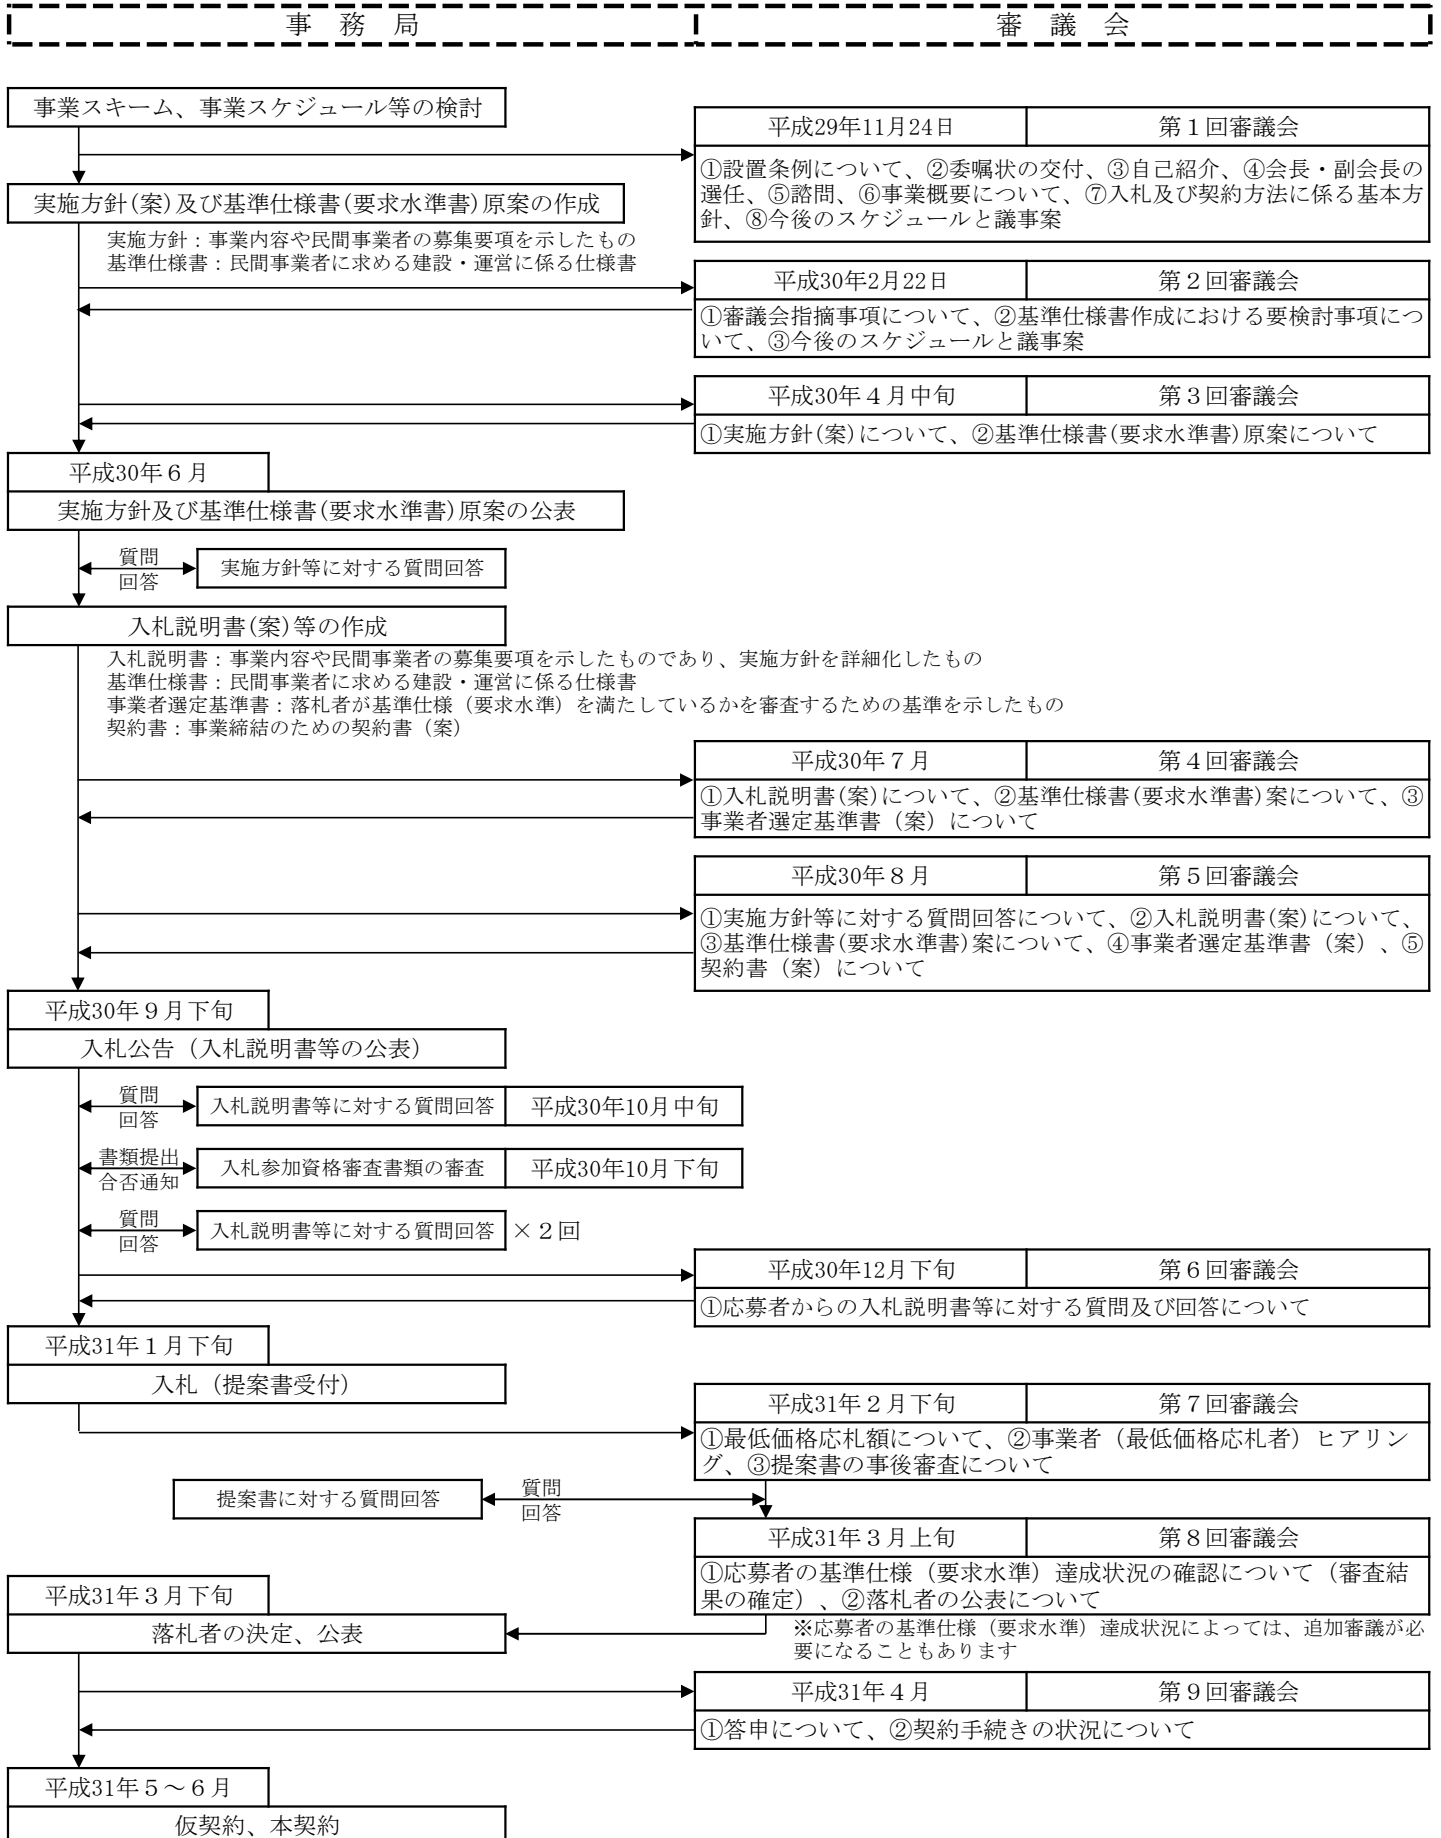 事 務 局
審 議 会
事業スキーム、事業スケジュール等の検討
平成29年11月24日
第１回審議会
①設置条例について、②委嘱状の交付、③自己紹介、④会長・副会長の
選任、⑤諮問、⑥事業概要について、⑦入札及び契約方法に係る基本方
針、⑧今後のスケジュールと議事案
実施方針(案)及び基準仕様書(要求水準書)原案の作成
実施方針：事業内容や民間事業者の募集要項を示したもの
基準仕様書：民間事業者に求める建設・運営に係る仕様書
平成30年2月22日
第２回審議会
①審議会指摘事項について、②基準仕様書作成における要検討事項につ
いて、③今後のスケジュールと議事案
平成30年４月中旬
第３回審議会
①実施方針(案)について、②基準仕様書(要求水準書)原案について
平成30年６月
実施方針及び基準仕様書(要求水準書)原案の公表
質問
回答
実施方針等に対する質問回答
入札説明書(案)等の作成
入札説明書：事業内容や民間事業者の募集要項を示したものであり、実施方針を詳細化したもの
基準仕様書：民間事業者に求める建設・運営に係る仕様書
事業者選定基準書：落札者が基準仕様（要求水準）を満たしているかを審査するための基準を示したもの
契約書：事業締結のための契約書（案）
平成30年７月
第４回審議会
①入札説明書(案)について、②基準仕様書(要求水準書)案について、③
事業者選定基準書（案）について
平成30年８月
第５回審議会
①実施方針等に対する質問回答について、②入札説明書(案)について、
③基準仕様書(要求水準書)案について、④事業者選定基準書（案）、⑤
契約書（案）について
平成30年９月下旬
入札公告（入札説明書等の公表）
質問
回答
入札説明書等に対する質問回答
平成30年10月中旬
書類提出
合否通知
入札参加資格審査書類の審査
平成30年10月下旬
質問
回答
入札説明書等に対する質問回答
×２回
平成30年12月下旬
第６回審議会
①応募者からの入札説明書等に対する質問及び回答について
平成31年１月下旬
入札（提案書受付）
平成31年２月下旬
第７回審議会
①最低価格応札額について、②事業者（最低価格応札者）ヒアリン
グ、③提案書の事後審査について
提案書に対する質問回答
質問
回答
平成31年３月上旬
第８回審議会
①応募者の基準仕様（要求水準）達成状況の確認について（審査結
果の確定）、②落札者の公表について
平成31年３月下旬
落札者の決定、公表
※応募者の基準仕様（要求水準）達成状況によっては、追加審議が必
要になることもあります
平成31年４月
第９回審議会
①答申について、②契約手続きの状況について
平成31年５～６月
仮契約、本契約